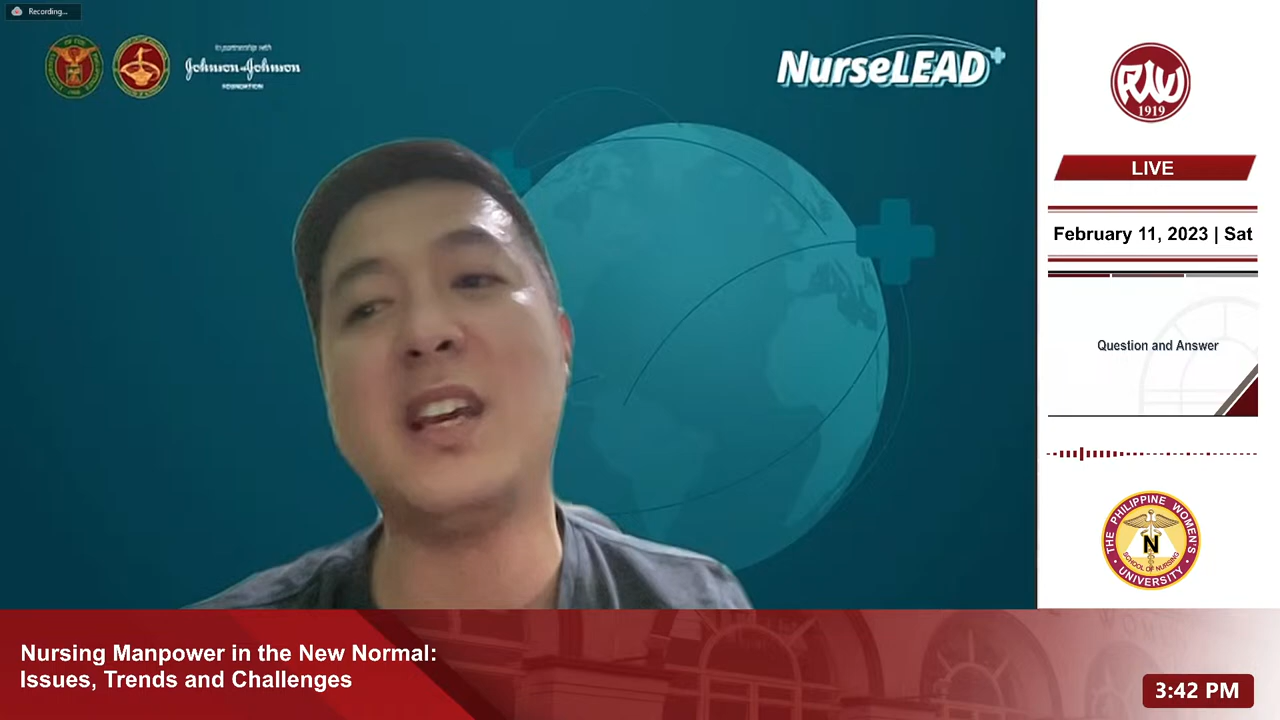 Recording...
In partnership with
Johnson & Johnson
FOUNDATION
NurseLEAD
PWU
1919
LIVE
February 11, 2023 | Sat
Question and Answer
THE PHILIPPINE WOMEN'S UNIVERSITY
SCHOOL OF NURSING
N
Nursing Manpower in the New Normal:
Issues, Trends and Challenges
3:42 PM